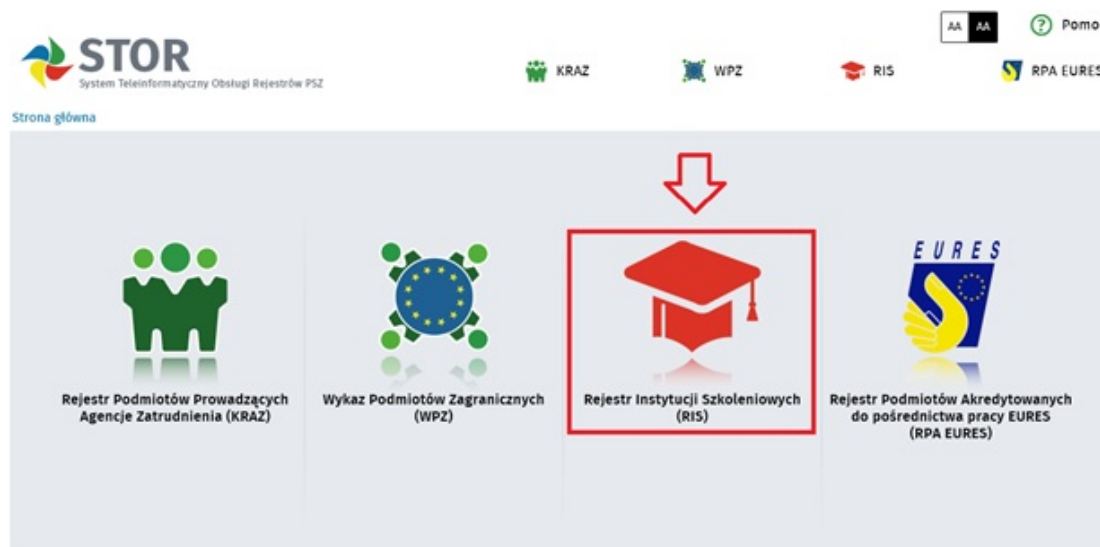 AA AA Pomo
STOR
System Teleinformatyczny Obsługi Rejestrów PSZ
KRAZ WPZ RIS RPA EURES
Strona główna
EURES
Rejestr Podmiotów Prowadzących
Agencje Zatrudnienia (KRAZ)
Wykaz Podmiotów Zagranicznych
(WPZ)
Rejestr Instytucji Szkoleniowych
(RIS)
Rejestr Podmiotów Akredytowanych
do pośrednictwa pracy EURES
(RPA EURES)